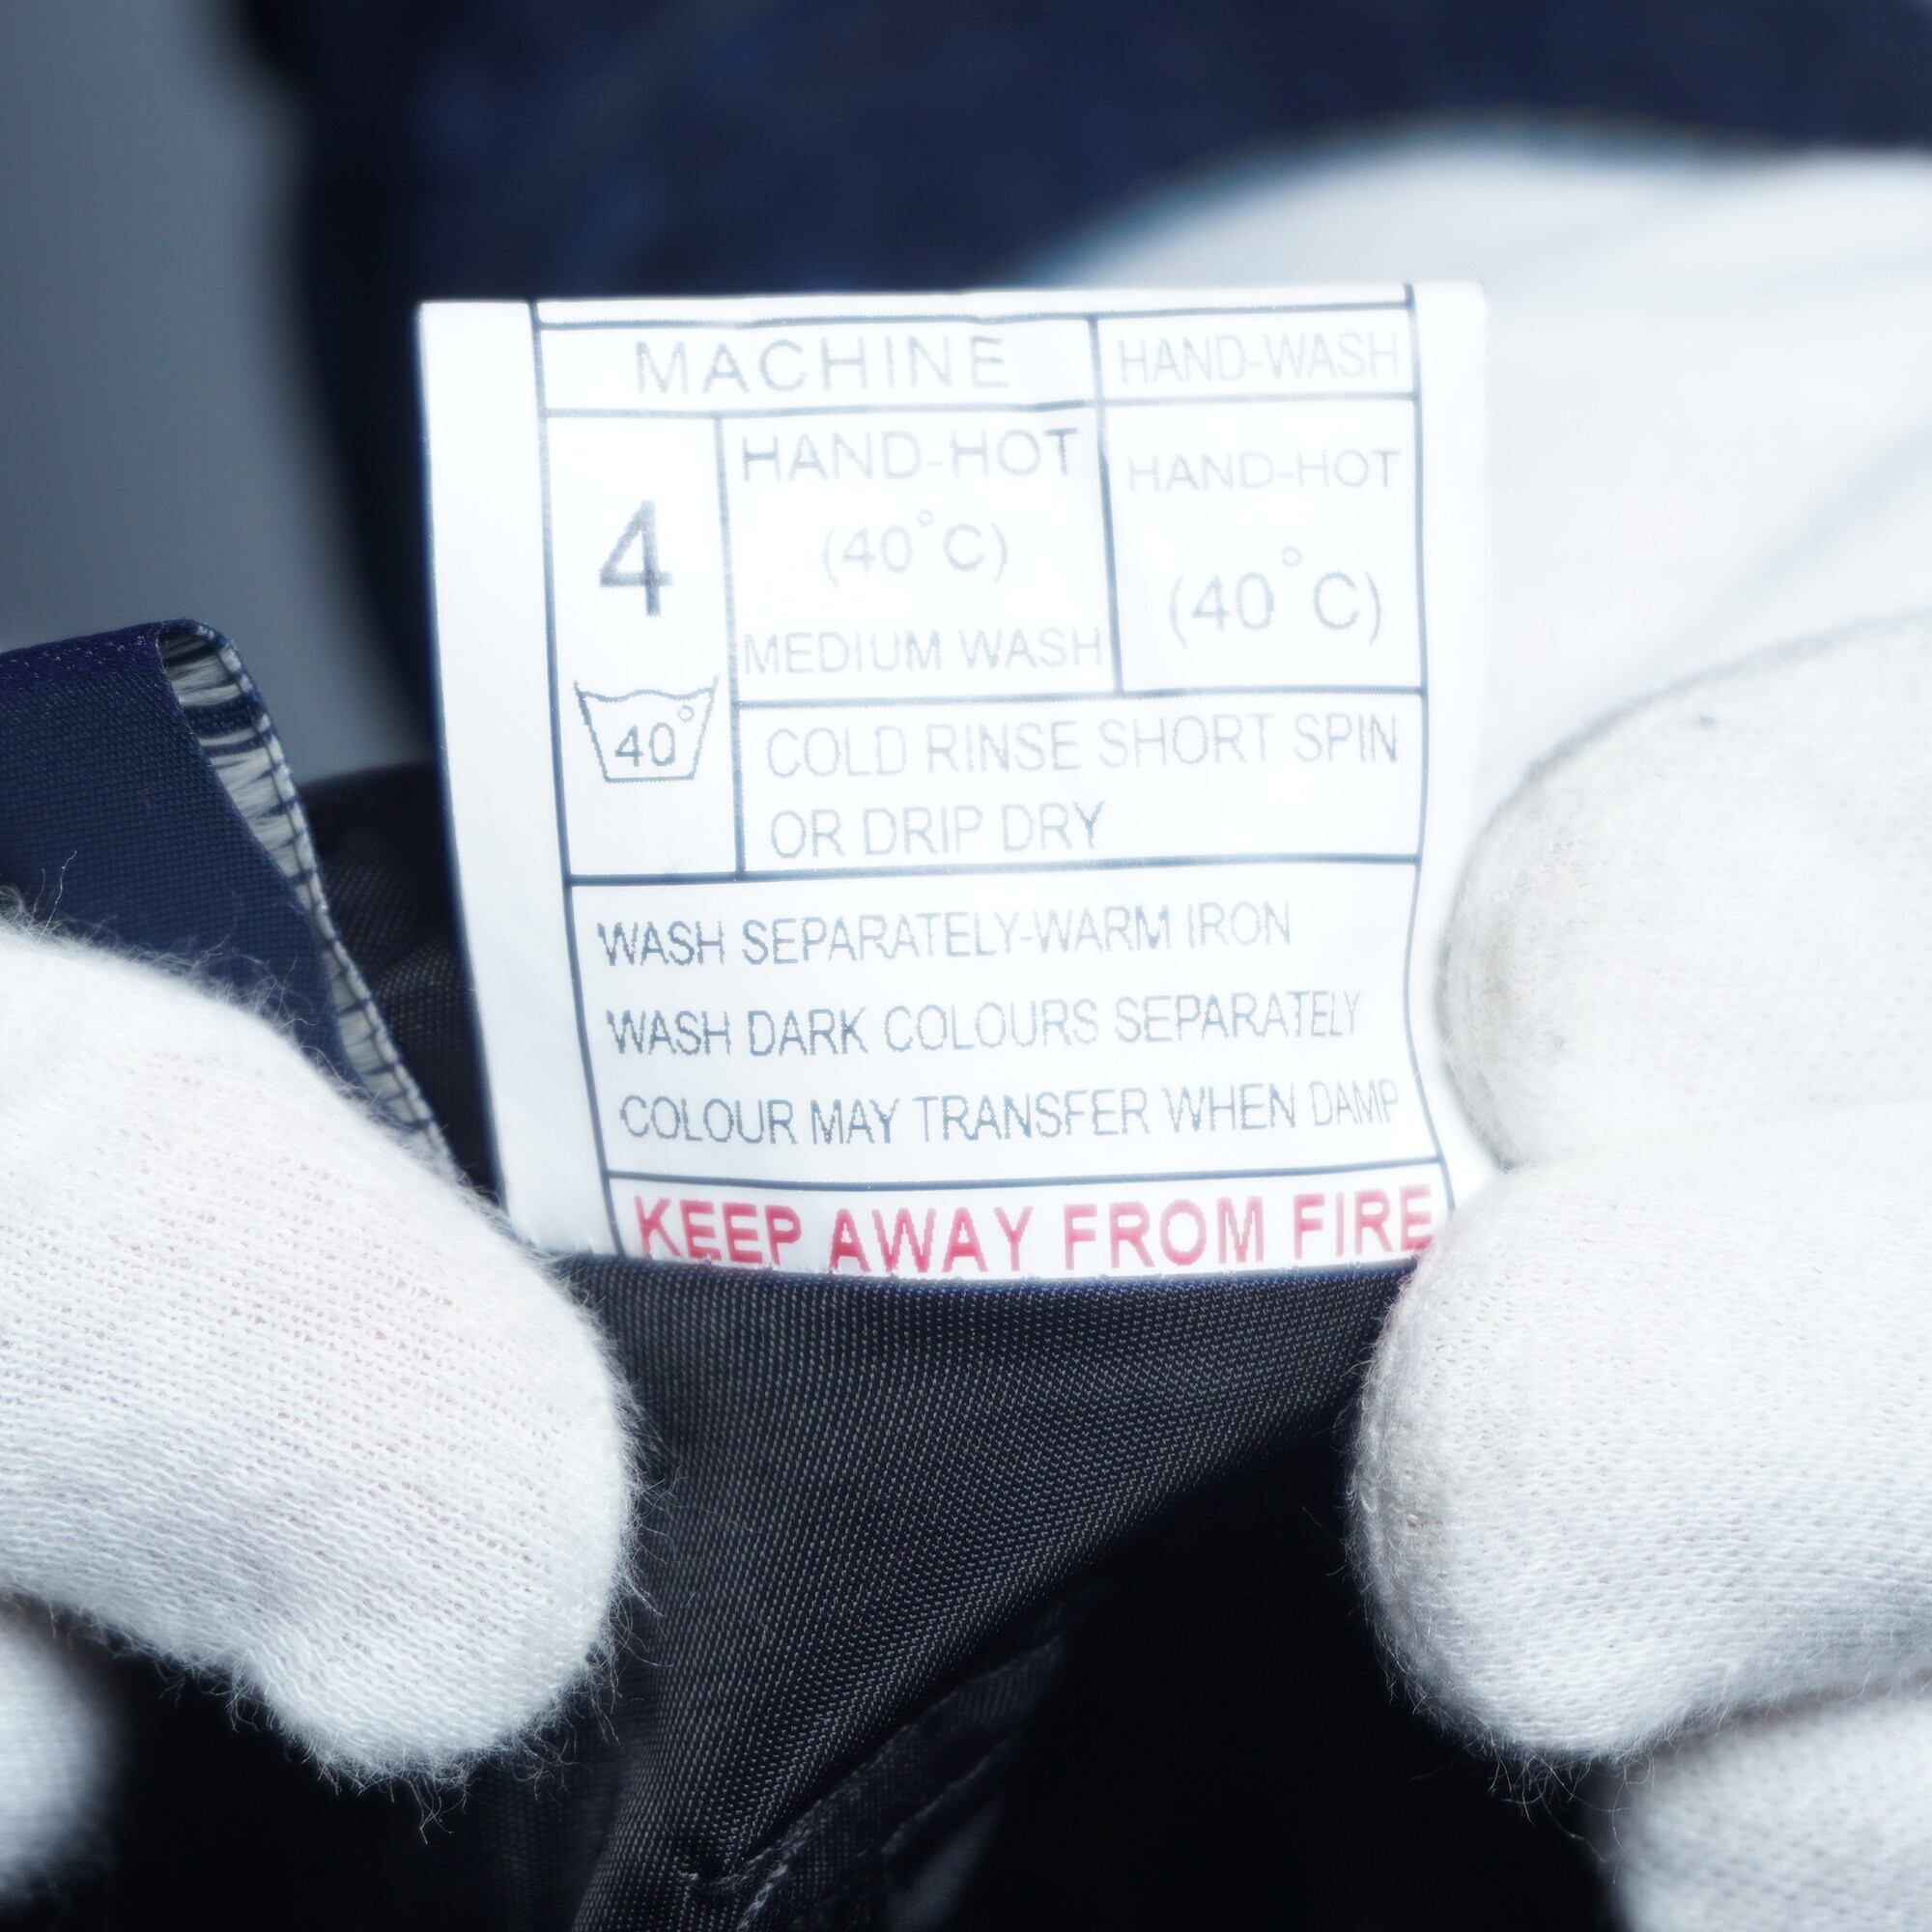 MACHINE
HAND-WASH
4
40°
HAND-HOT
(40°C)
MEDIUM WASH
HAND-HOT
(40°C)
COLD RINSE SHORT SPIN
OR DRIP DRY
WASH SEPARATELY-WARM IRON
WASH DARK COLOURS SEPARATELY
COLOUR MAY TRANSFER WHEN DAMP
KEEP AWAY FROM FIRE